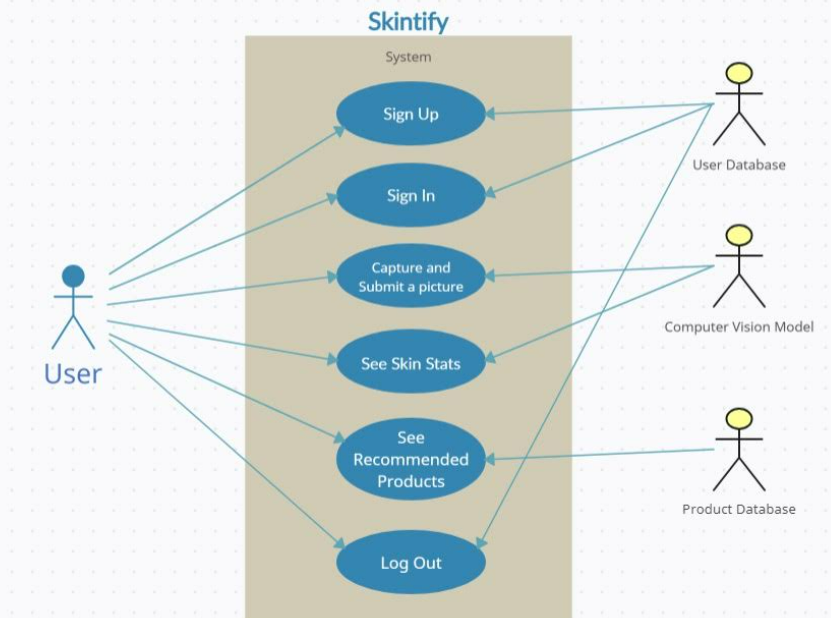 Skintify
System
Sign Up
User Database
Sign In
Capture and
Submit a picture
Computer Vision Model
User
See Skin Stats
See
Recommended
Products
Product Database
Log Out